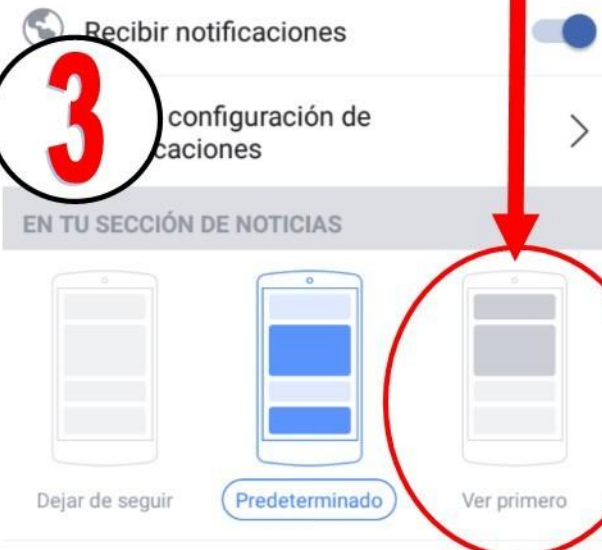 Recibir notificaciones
3
configuración de
caciones
EN TU SECCIÓN DE NOTICIAS
Dejar de seguir
Predeterminado
Ver primero